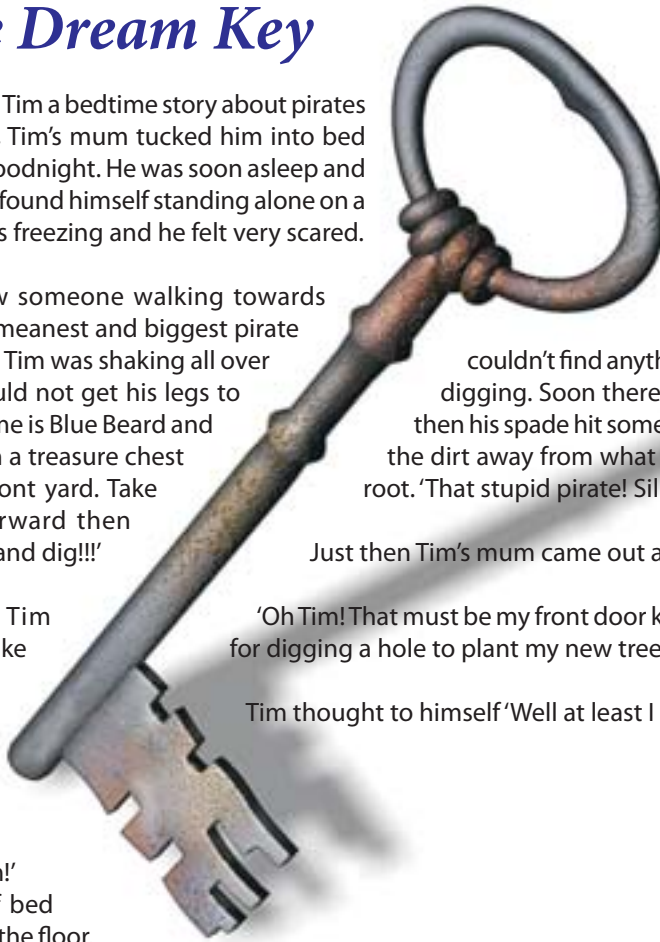 e Dream Key
Tim a bedtime story about pirates
. Tim's mum tucked him into bed
oodnight. He was soon asleep and
found himself standing alone on a
s freezing and he felt very scared.
w someone walking towards
meanest and biggest pirate
Tim was shaking all over
uld not get his legs to
me is Blue Beard and
a treasure chest
ont yard. Take
rward then
and dig!!!'
Tim
ke
!'
bed
the floor
couldn't find anyth
digging. Soon there
then his spade hit some
the dirt away from what
root. 'That stupid pirate! Sil
Just then Tim's mum came out a
'Oh Tim! That must be my front door k
for digging a hole to plant my new tree
Tim thought to himself 'Well at least I